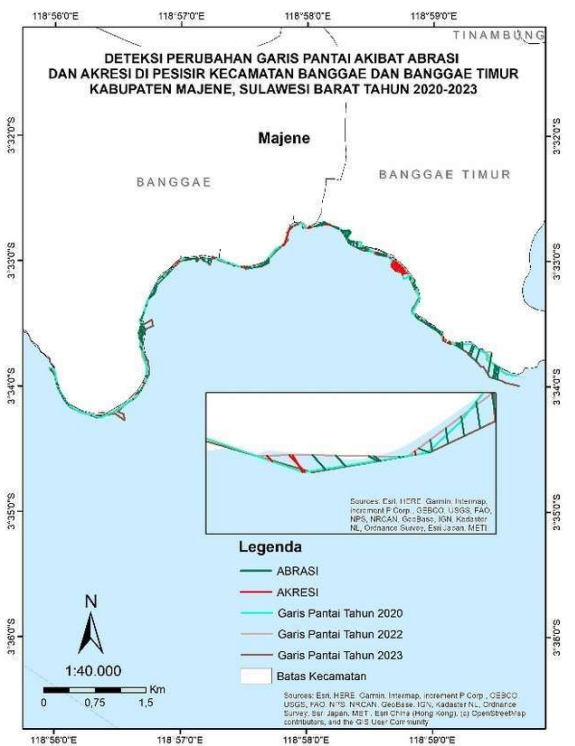 118°56'0"E 118°57'0"E 118°58'0"E 118°59'0"E
TINAMBUNG
DETEKSI PERUBAHAN GARIS PANTAI AKIBAT ABRASI
DAN AKRESI DI PESISIR KECAMATAN BANGGAE DAN BANGGAE TIMUR
KABUPATEN MAJENE, SULAWESI BARAT TAHUN 2020-2023
3°32'0"S 3°32'0"S
Majene
BANGGAE
BANGGAE TIMUR
3°33'0"S 3°33'0"S
3°34'0"S 3°34'0"S
Sources: Esri, HERE, Garmin, Intermap,
increment P Corp., GEBCO, USGS, FAO,
NPS, NRCAN, GeoBase, IGN, Kadaster
NL, Ordnance Survey, Esri Japan, METI,
3°35'0"S 3°35'0"S
Legenda
ABRASI
AKRESI
Garis Pantai Tahun 2020
Garis Pantai Tahun 2022
Garis Pantai Tahun 2023
Batas Kecamatan
3°36'0"S 3°36'0"S
N
1:40.000
Km
0 0,75 1,5
Sources: Esri, HERE, Garmin, Intermap, increment P Corp., GEBCO,
USGS, FAO, NPS, NRCAN, GeoBase, IGN, Kadaster NL, Ordnance
Survey, Esri Japan, METI, Esri China (Hong Kong), (c) OpenStreetMap
contributors, and the GIS User Community
118°56'0"E 118°57'0"E 118°58'0"E 118°59'0"E